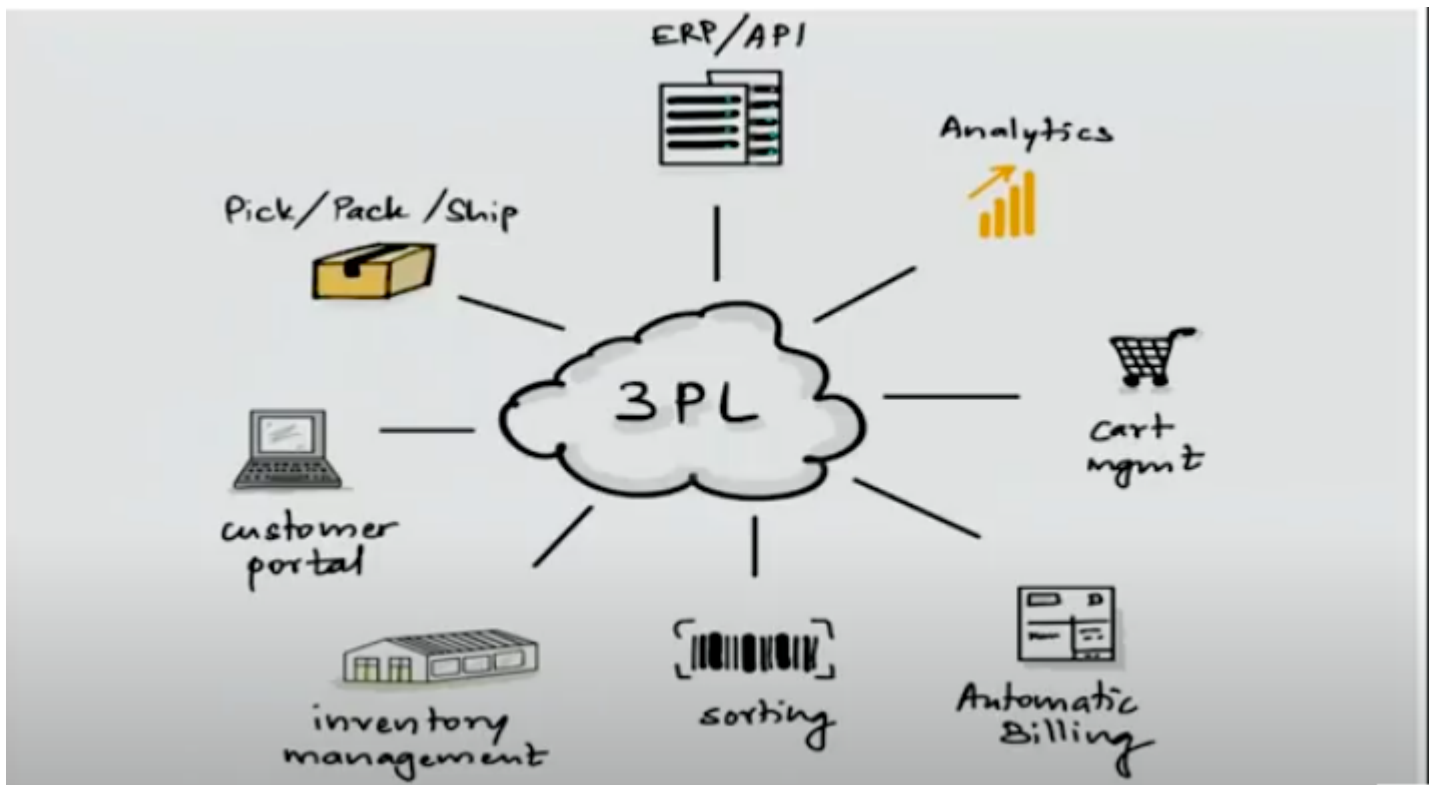 ERP/API
Analytics
Pick/Pack/Ship
3PL
cart
mgmt
customer
portal
inventory
management
sorting
Automatic
Billing